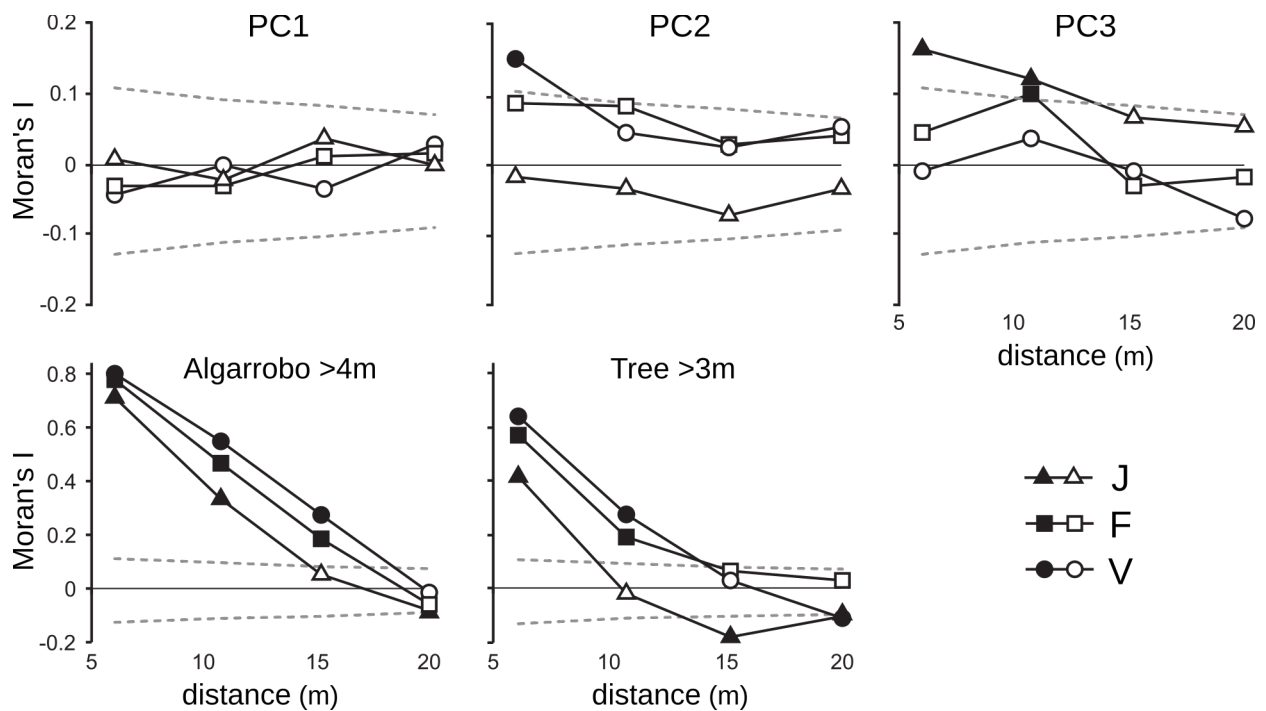 PC1
PC2
PC3
0.2
0.1
0
-0.1
-0.2
Moran's I
5 10 15 20
distance (m)
Algarrobo >4m
Tree >3m
0.8
0.6
0.4
0.2
0
-0.2
Moran's I
5 10 15 20
distance (m)
5 10 15 20
distance (m)
J
F
V